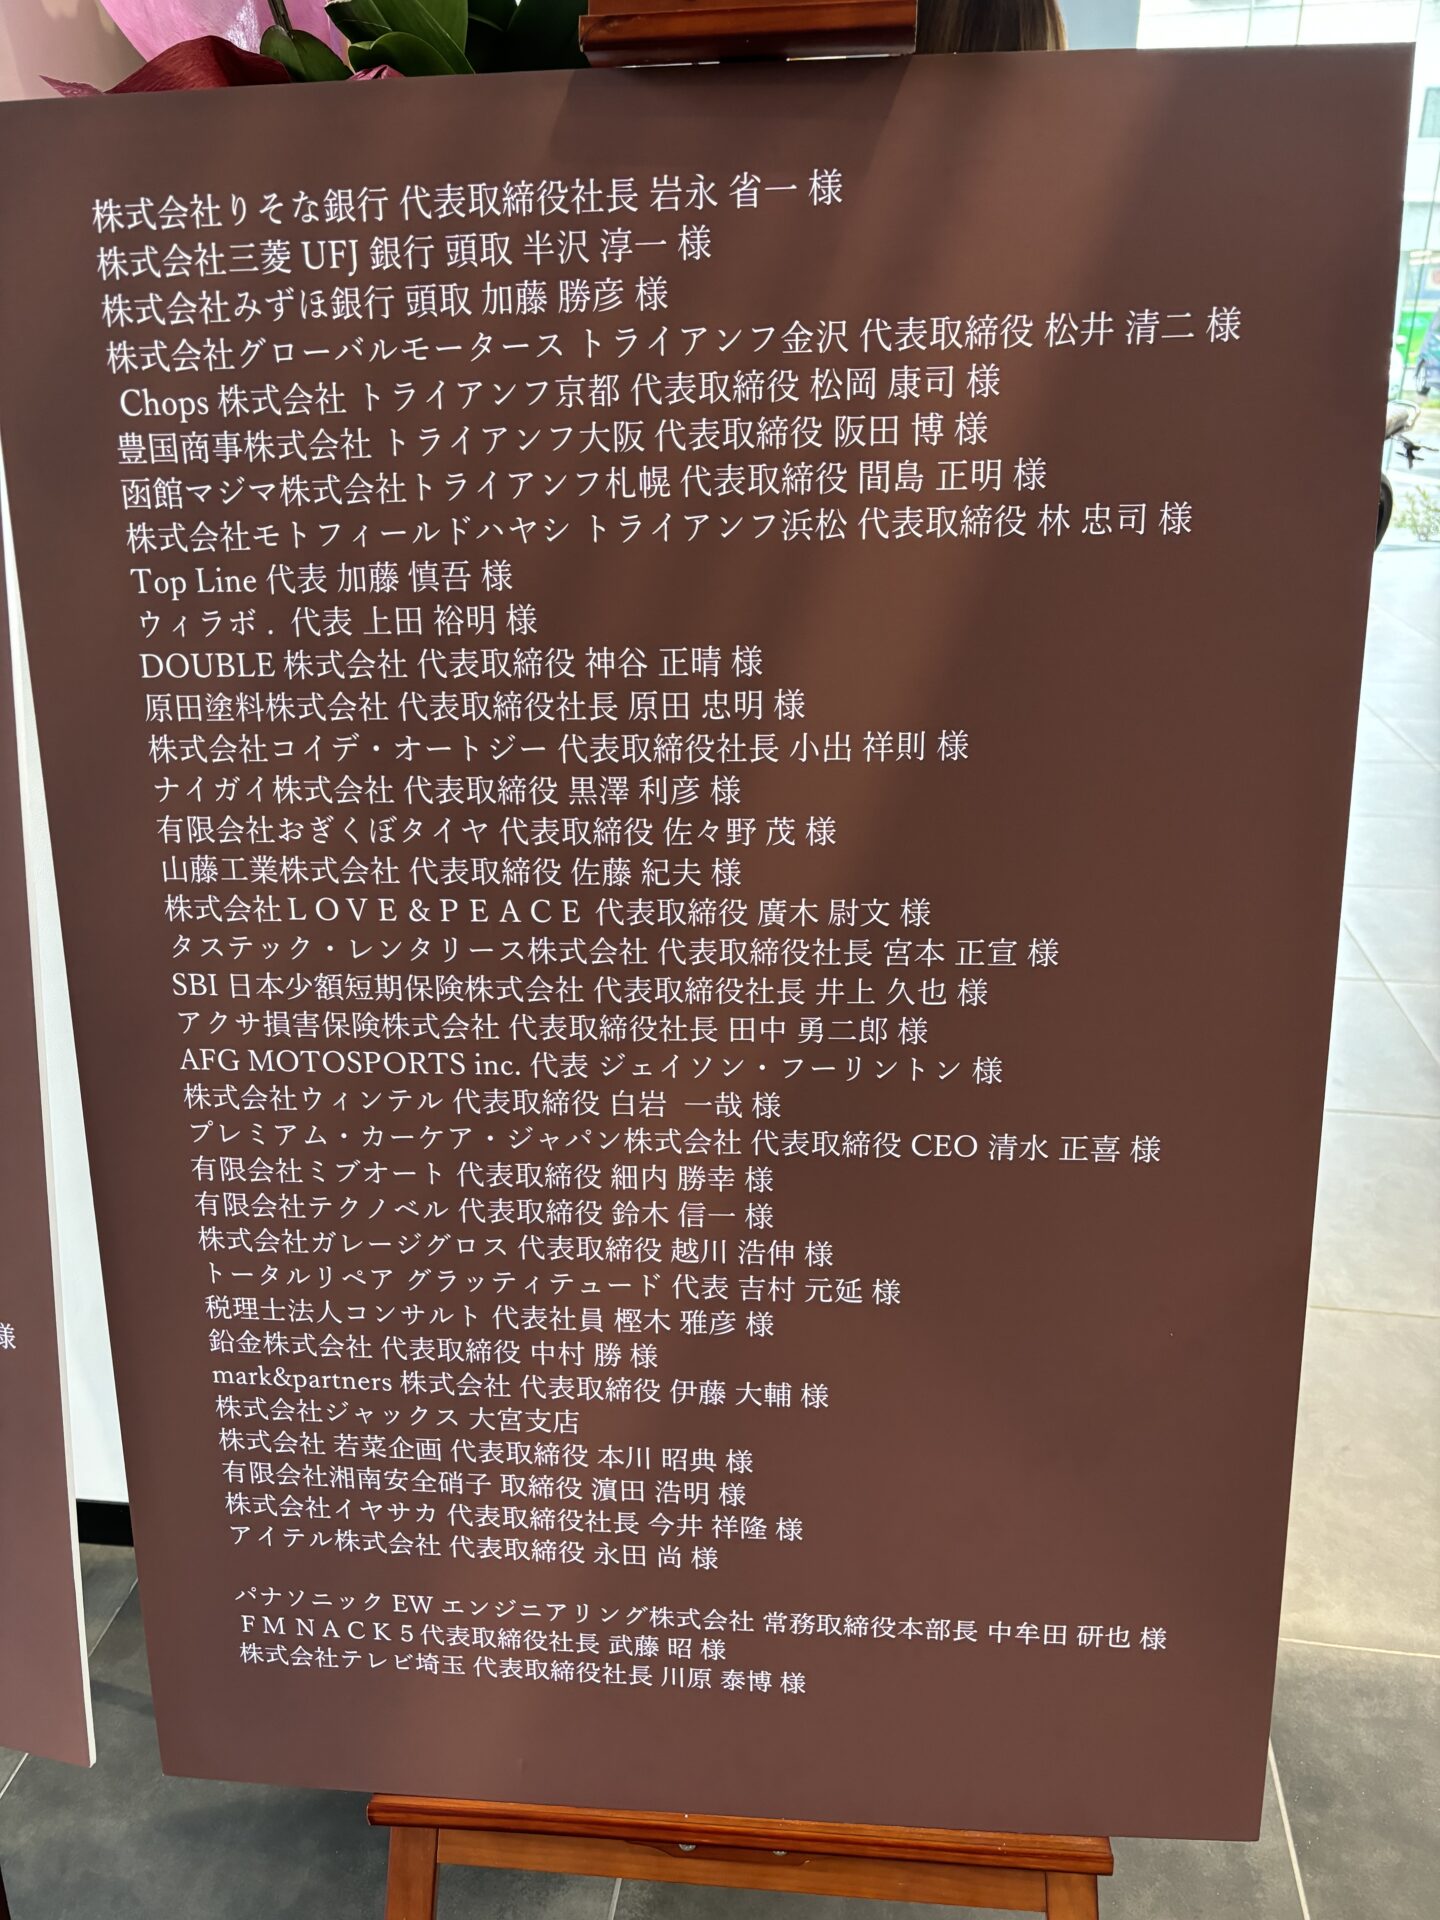 株式会社りそな銀行 代表取締役社長 岩永 省一 様
株式会社三菱 UFJ 銀行 頭取 半沢 淳一 様
株式会社みずほ銀行 頭取 加藤 勝彦 様
株式会社グローバルモータース トライアンフ金沢 代表取締役 松井 清二 様
Chops 株式会社 トライアンフ京都 代表取締役 松岡 康司 様
豊国商事株式会社 トライアンフ大阪 代表取締役 阪田 博 様
函館マジマ株式会社トライアンフ札幌 代表取締役 間島 正明 様
株式会社モトフィールドハヤシ トライアンフ浜松 代表取締役 林 忠司 様
Top Line 代表 加藤 慎吾 様
ウィラボ . 代表 上田 裕明 様
DOUBLE 株式会社 代表取締役 神谷 正晴 様
原田塗料株式会社 代表取締役社長 原田 忠明 様
株式会社コイデ・オートジー 代表取締役社長 小出 祥則 様
ナイガイ株式会社 代表取締役 黒澤 利彦 様
有限会社おぎくぼタイヤ 代表取締役 佐々野 茂 様
山藤工業株式会社 代表取締役 佐藤 紀夫 様
株式会社ＬＯＶＥ＆ＰＥＡＣＥ 代表取締役 廣木 尉文 様
タステック・レンタリース株式会社 代表取締役社長 宮本 正宣 様
SBI 日本少額短期保険株式会社 代表取締役社長 井上 久也 様
アクサ損害保険株式会社 代表取締役社長 田中 勇二郎 様
AFG MOTOSPORTS inc. 代表 ジェイソン・フーリントン 様
株式会社ウィンテル 代表取締役 白岩 一哉 様
プレミアム・カーケア・ジャパン株式会社 代表取締役 CEO 清水 正喜 様
有限会社ミブオート 代表取締役 細内 勝幸 様
有限会社テクノベル 代表取締役 鈴木 信一 様
株式会社ガレージグロス 代表取締役 越川 浩伸 様
トータルリペア グラッティテュード 代表 吉村 元延 様
税理士法人コンサルト 代表社員 樫木 雅彦 様
鉛金株式会社 代表取締役 中村 勝 様
mark&partners 株式会社 代表取締役 伊藤 大輔 様
株式会社ジャックス 大宮支店
株式会社 若菜企画 代表取締役 本川 昭典 様
有限会社湘南安全硝子 取締役 濵田 浩明 様
株式会社イヤサカ 代表取締役社長 今井 祥隆 様
アイテル株式会社 代表取締役 永田 尚 様
パナソニック EW エンジニアリング株式会社 常務取締役本部長 中牟田 研也 様
ＦＭＮＡＣＫ５代表取締役社長 武藤 昭 様
株式会社テレビ埼玉 代表取締役社長 川原 泰博 様
様